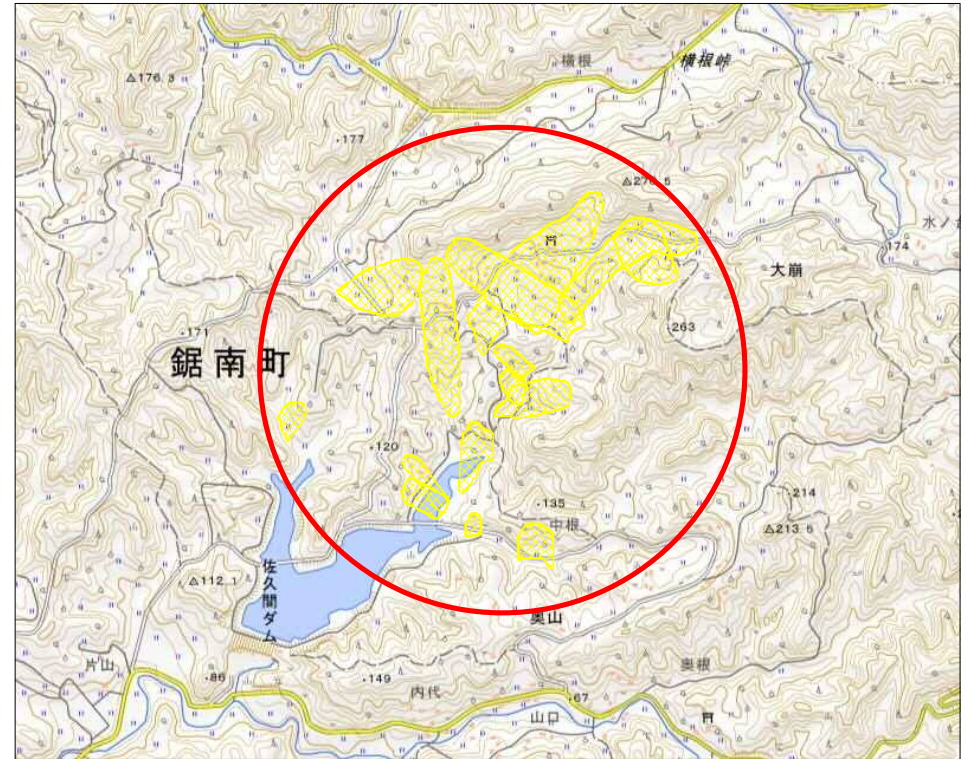 横根
横根峠
△176.3
・177
△276.5
水ノ
・174
大崩
・171
・263
鋸南町
・120
・214
・135
中根
△213.6
佐久間ダム
△112.1
奥山
片山
・86
・149
内代
奥根
・67
山口